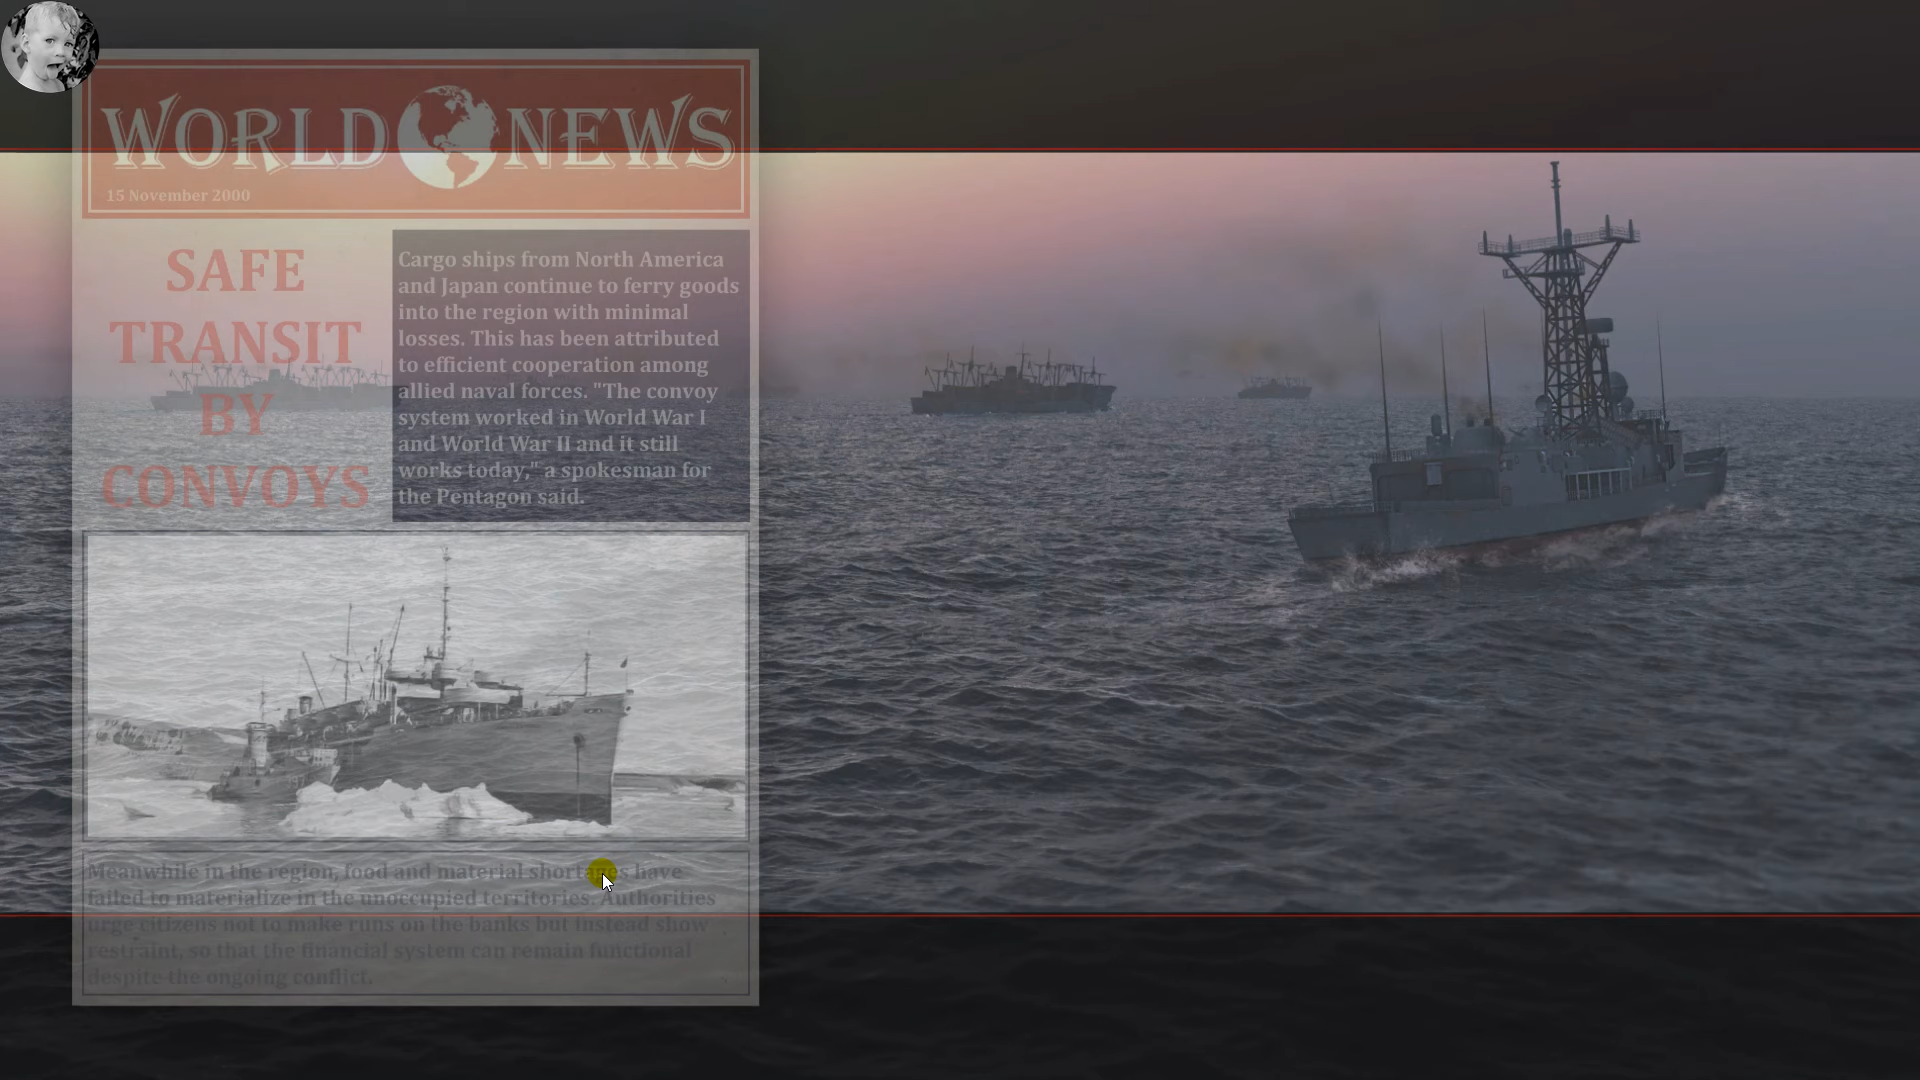 WORLD NEWS
15 November 2000
SAFE
TRANSIT
BY
CONVOYS
Cargo ships from North America
and Japan continue to ferry goods
into the region with minimal
losses. This has been attributed
to efficient cooperation among
allied naval forces. "The convoy
system worked in World War I
and World War II and it still
works today," a spokesman for
the Pentagon said.
Meanwhile in the region, food and material shortages have
failed to materialize in the unoccupied territories. Authorities
urge citizens not to make runs on the banks but instead show
restraint, so that the financial system can remain functional
despite the ongoing conflict.